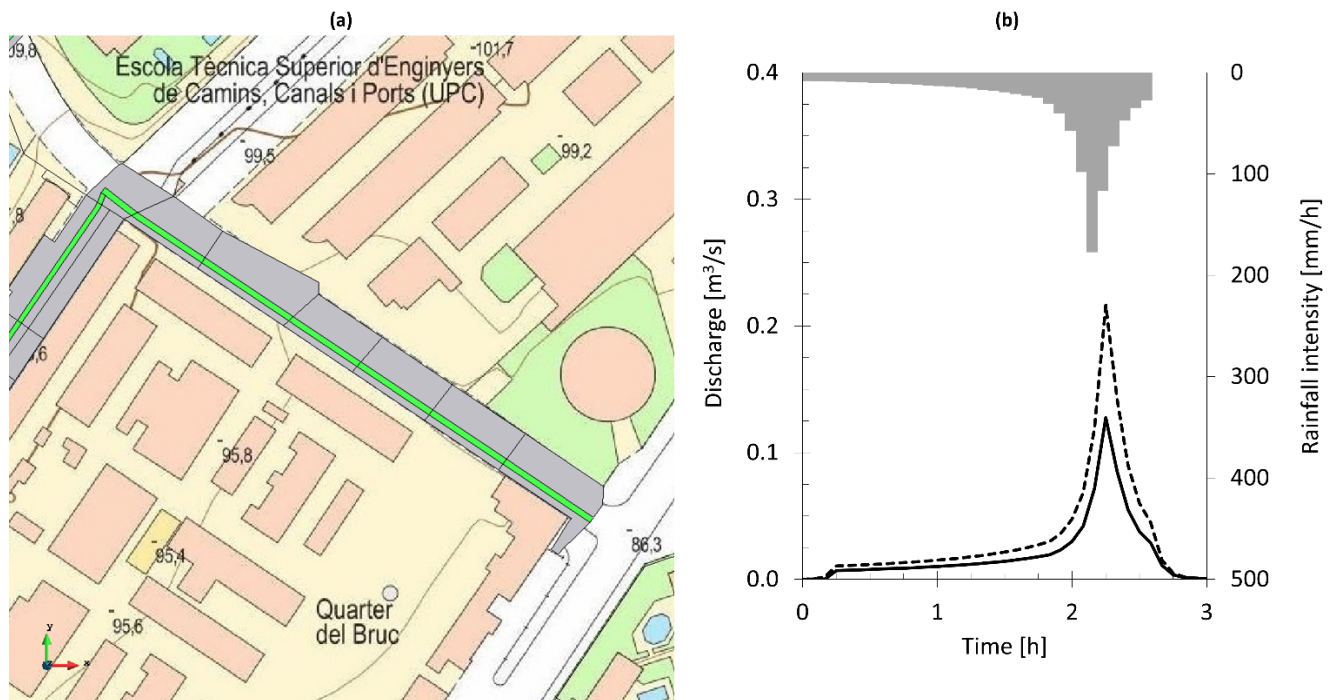 (a)
09,8
Escola Tècnica Superior d'Enginyers
de Camins, Canals i Ports (UPC)
-101,7
-99,5
-99,2
,8
,6
-95,8
-95,4
-95,6
-86,3
Quarter
del Bruc
y
x
(b)
0.4
0.3
0.2
0.1
0.0
Discharge [m³/s]
0
100
200
300
400
500
Rainfall intensity [mm/h]
0
1
2
3
Time [h]